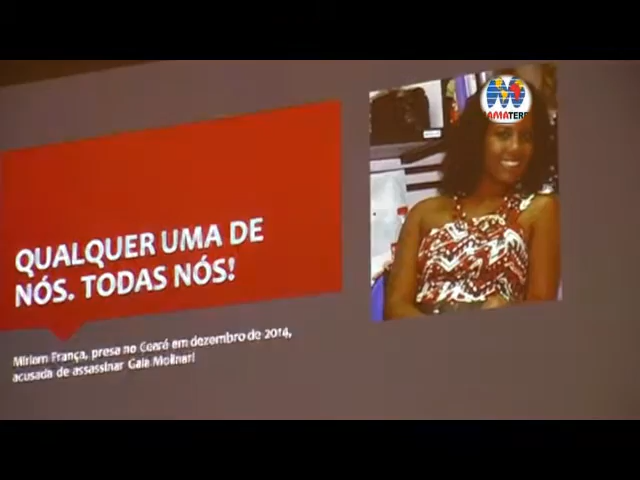 QUALQUER UMA DE
NÓS. TODAS NÓS!
Miriam França, presa no Ceará em dezembro de 2014,
acusada de assassinar Gaia Molinari
AMATERR